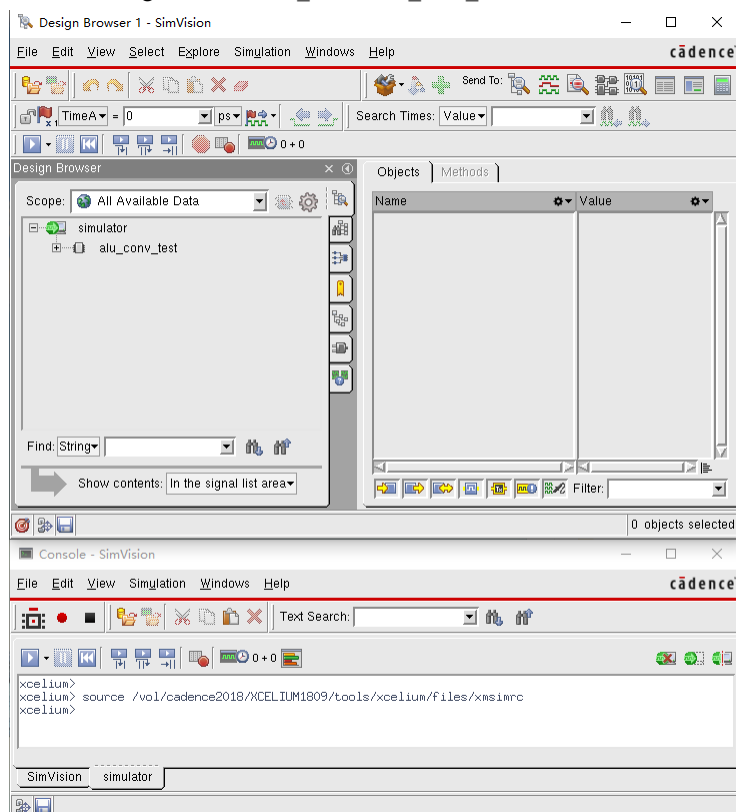 Design Browser 1 - SimVision
File Edit View Select Explore Simulation Windows Help
cādence
Send To:
TimeA = 0 ps Search Times: Value
0 + 0
Design Browser
Objects Methods
Scope: All Available Data
Name Value
simulator
alu_conv_test
Find: String
Show contents: In the signal list area
Filter:
0 objects selected
Console - SimVision
File Edit View Simulation Windows Help
cādence
Text Search:
0 + 0
xcelium>
xcelium> source /vol/cadence2018/XCELIUM1809/tools/xcelium/files/xmsimrc
xcelium>
SimVision simulator